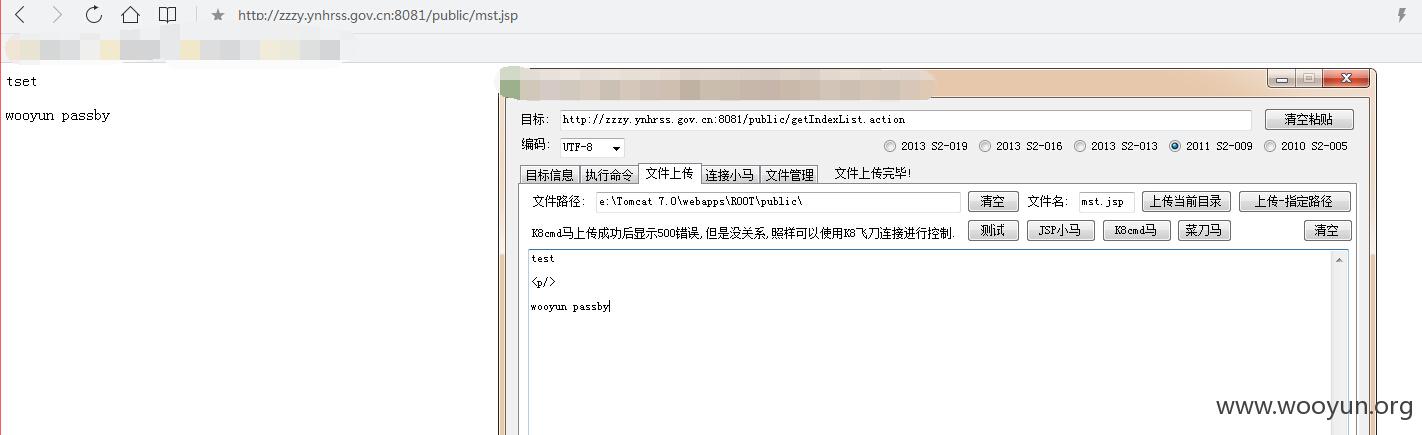 http://zzzy.ynhrss.gov.cn:8081/public/mst.jsp
tset
wooyun passby
目标: http://zzzy.ynhrss.gov.cn:8081/public/getIndexList.action 清空粘贴
编码: UTF-8 2013 S2-019 2013 S2-016 2013 S2-013 2011 S2-009 2010 S2-005
目标信息 执行命令 文件上传 连接小马 文件管理 文件上传完毕!
文件路径: e:\Tomcat 7.0\webapps\ROOT\public\ 清空 文件名: mst.jsp 上传当前目录 上传-指定路径
K8cmd马上传成功后显示500错误,但是没关系,照样可以使用K8飞刀连接进行控制. 测试 JSP小马 K8cmd马 菜刀马 清空
test
<p/>
wooyun passby
www.wooyun.org